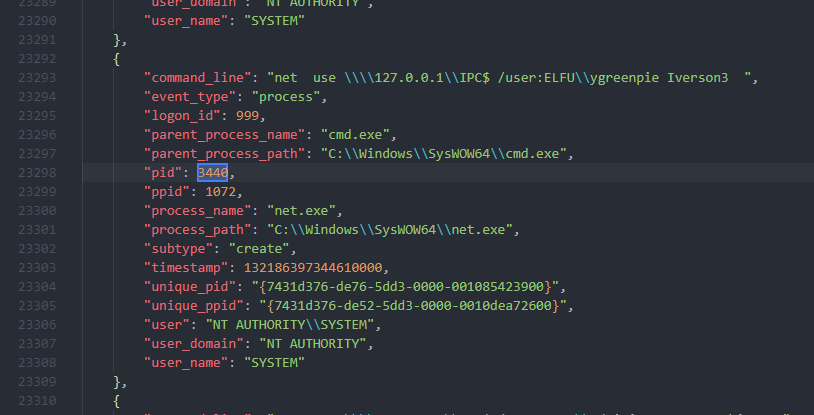 23289 "user_domain": "NT AUTHORITY",
23290 "user_name": "SYSTEM"
23291 },
23292 {
23293 "command_line": "net  use \\\\127.0.0.1\\IPC$ /user:ELFU\\ygreenpie Iverson3  ",
23294 "event_type": "process",
23295 "logon_id": 999,
23296 "parent_process_name": "cmd.exe",
23297 "parent_process_path": "C:\\Windows\\SysWOW64\\cmd.exe",
23298 "pid": 3440,
23299 "ppid": 1072,
23300 "process_name": "net.exe",
23301 "process_path": "C:\\Windows\\SysWOW64\\net.exe",
23302 "subtype": "create",
23303 "timestamp": 132186397344610000,
23304 "unique_pid": "{7431d376-de76-5dd3-0000-001085423900}",
23305 "unique_ppid": "{7431d376-de52-5dd3-0000-0010dea72600}",
23306 "user": "NT AUTHORITY\\SYSTEM",
23307 "user_domain": "NT AUTHORITY",
23308 "user_name": "SYSTEM"
23309 },
23310 {